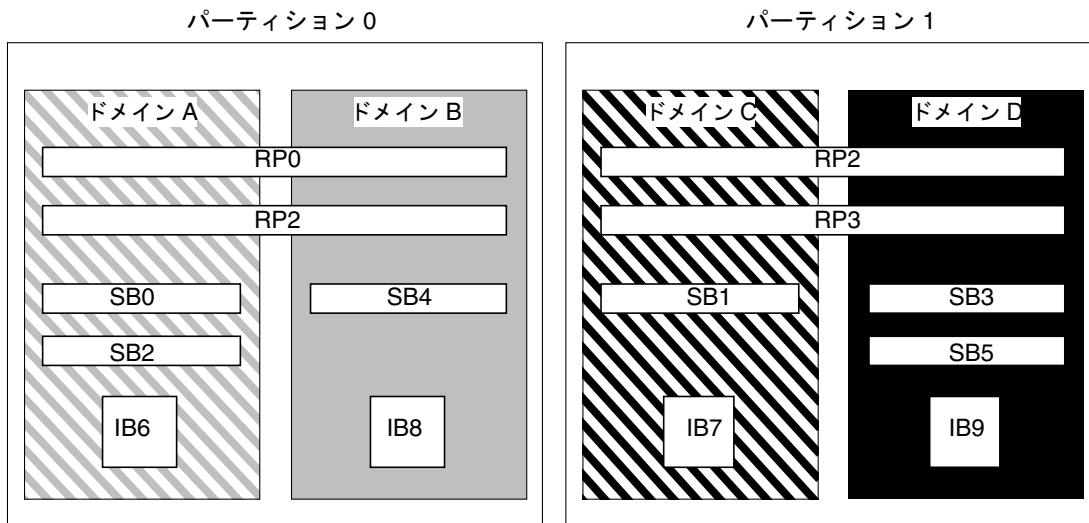 パーティション 0
パーティション 1
ドメイン A
ドメイン B
ドメイン C
ドメイン D
RP0
RP2
RP2
RP3
SB0
SB4
SB1
SB3
SB2
SB5
IB6
IB8
IB7
IB9